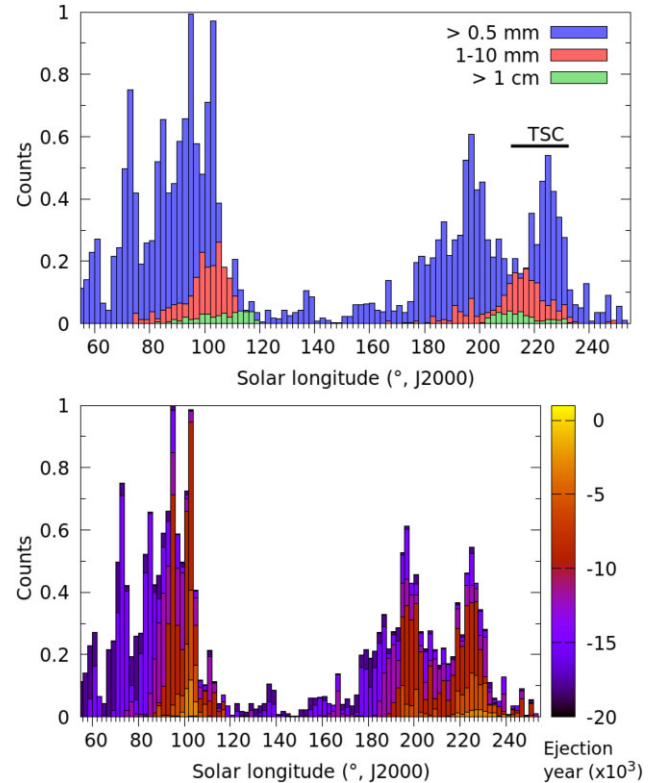 1
0.8
0.6
0.4
0.2
0
Counts
> 0.5 mm
1-10 mm
> 1 cm
TSC
60 80 100 120 140 160 180 200 220 240
Solar longitude (°, J2000)
1
0.8
0.6
0.4
0.2
0
Counts
60 80 100 120 140 160 180 200 220 240
Solar longitude (°, J2000)
0
-5
-10
-15
-20
Ejection
year (x10³)